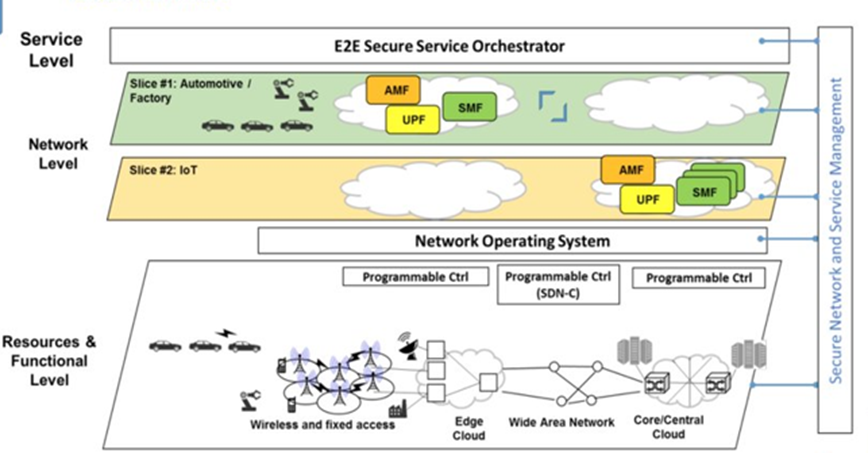 Service
Level
E2E Secure Service Orchestrator
Slice #1: Automotive /
Factory
AMF
UPF
SMF
Network
Level
Slice #2: IoT
AMF
UPF
SMF
Network Operating System
Programmable Ctrl
Programmable Ctrl
(SDN-C)
Programmable Ctrl
Resources &
Functional
Level
Wireless and fixed access
Edge
Cloud
Wide Area Network
Core/Central
Cloud
Secure Network and Service Management